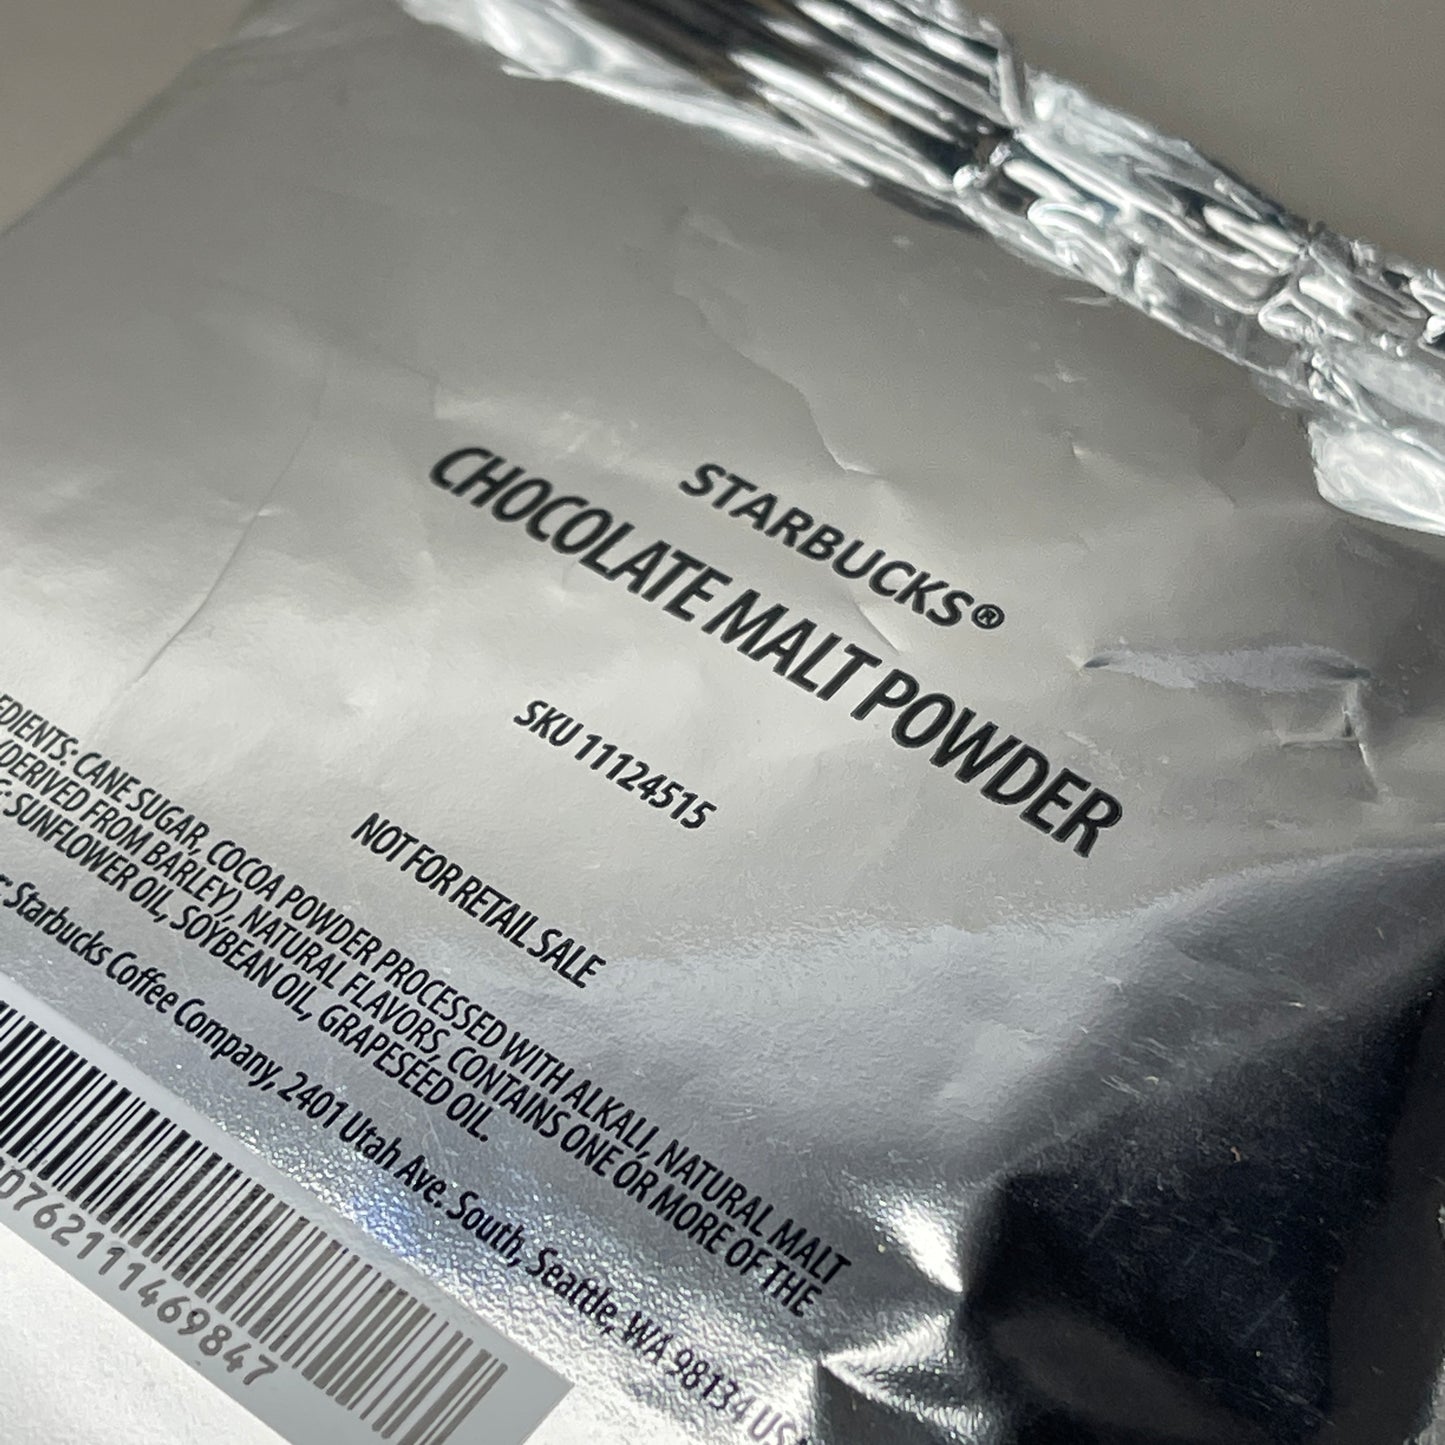 STARBUCKS®
CHOCOLATE MALT POWDER
SKU 11124515
NOT FOR RETAIL SALE
EDIENTS: CANE SUGAR, COCOA POWDER PROCESSED WITH ALKALI, NATURAL MALT
(DERIVED FROM BARLEY), NATURAL FLAVORS, CONTAINS ONE OR MORE OF THE
: SUNFLOWER OIL, SOYBEAN OIL, GRAPESEED OIL.
: Starbucks Coffee Company, 2401 Utah Ave. South, Seattle, WA 98134 US
0762111469847